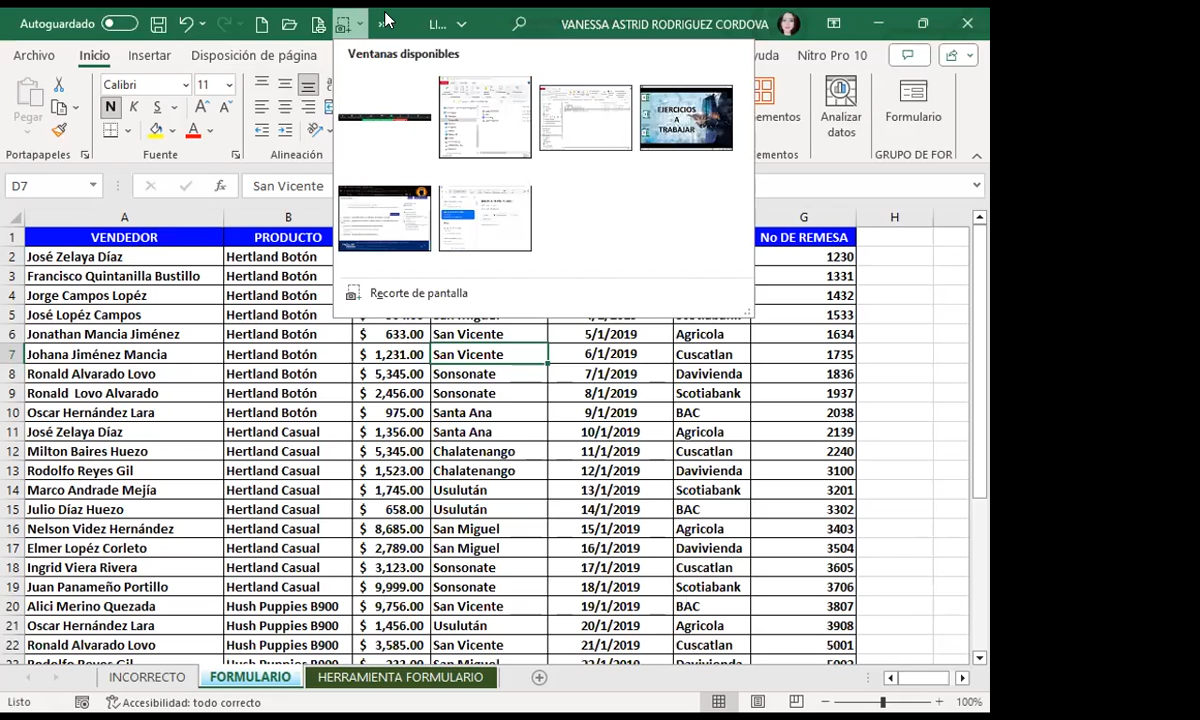 Autoguardado LI... VANESSA ASTRID RODRIGUEZ CORDOVA
Archivo Inicio Insertar Disposición de página yuda Nitro Pro 10
Ventanas disponibles
Calibri 11
N K S
Pegar
Portapapeles Fuente Alineación
EJERCICIOS
A
TRABAJAR
ementos Analizar datos Formulario
ementos GRUPO DE FOR
Recorte de pantalla
D7 fx San Vicente
A B G H
1 VENDEDOR PRODUCTO No DE REMESA
2 José Zelaya Díaz Hertland Botón 1230
3 Francisco Quintanilla Bustillo Hertland Botón 1331
4 Jorge Campos Lopéz Hertland Botón 1432
5 José Lopéz Campos Hertland Botón 1533
6 Jonathan Mancia Jiménez Hertland Botón $ 633.00 San Vicente 5/1/2019 Agricola 1634
7 Johana Jiménez Mancia Hertland Botón $ 1,231.00 San Vicente 6/1/2019 Cuscatlan 1735
8 Ronald Alvarado Lovo Hertland Botón $ 5,345.00 Sonsonate 7/1/2019 Davivienda 1836
9 Ronald Lovo Alvarado Hertland Botón $ 2,456.00 Sonsonate 8/1/2019 Scotiabank 1937
10 Oscar Hernández Lara Hertland Botón $ 975.00 Santa Ana 9/1/2019 BAC 2038
11 José Zelaya Díaz Hertland Casual $ 1,356.00 Santa Ana 10/1/2019 Agricola 2139
12 Milton Baires Huezo Hertland Casual $ 5,345.00 Chalatenango 11/1/2019 Cuscatlan 2240
13 Rodolfo Reyes Gil Hertland Casual $ 1,523.00 Chalatenango 12/1/2019 Davivienda 3100
14 Marco Andrade Mejía Hertland Casual $ 1,745.00 Usulután 13/1/2019 Scotiabank 3201
15 Julio Díaz Huezo Hertland Casual $ 658.00 Usulután 14/1/2019 BAC 3302
16 Nelson Videz Hernández Hertland Casual $ 8,685.00 San Miguel 15/1/2019 Agricola 3403
17 Elmer Lopéz Corleto Hertland Casual $ 2,789.00 San Miguel 16/1/2019 Davivienda 3504
18 Ingrid Viera Rivera Hertland Casual $ 3,123.00 Sonsonate 17/1/2019 Cuscatlan 3605
19 Juan Panameño Portillo Hertland Casual $ 9,999.00 Sonsonate 18/1/2019 Scotiabank 3706
20 Alici Merino Quezada Hush Puppies B900 $ 9,756.00 San Vicente 19/1/2019 BAC 3807
21 Oscar Hernández Lara Hush Puppies B900 $ 1,456.00 Usulután 20/1/2019 Agricola 3908
22 Ronald Alvarado Lovo Hush Puppies B900 $ 3,585.00 San Vicente 21/1/2019 Cuscatlan 5001
INCORRECTO FORMULARIO HERRAMIENTA FORMULARIO
Listo Accesibilidad: todo correcto 100%